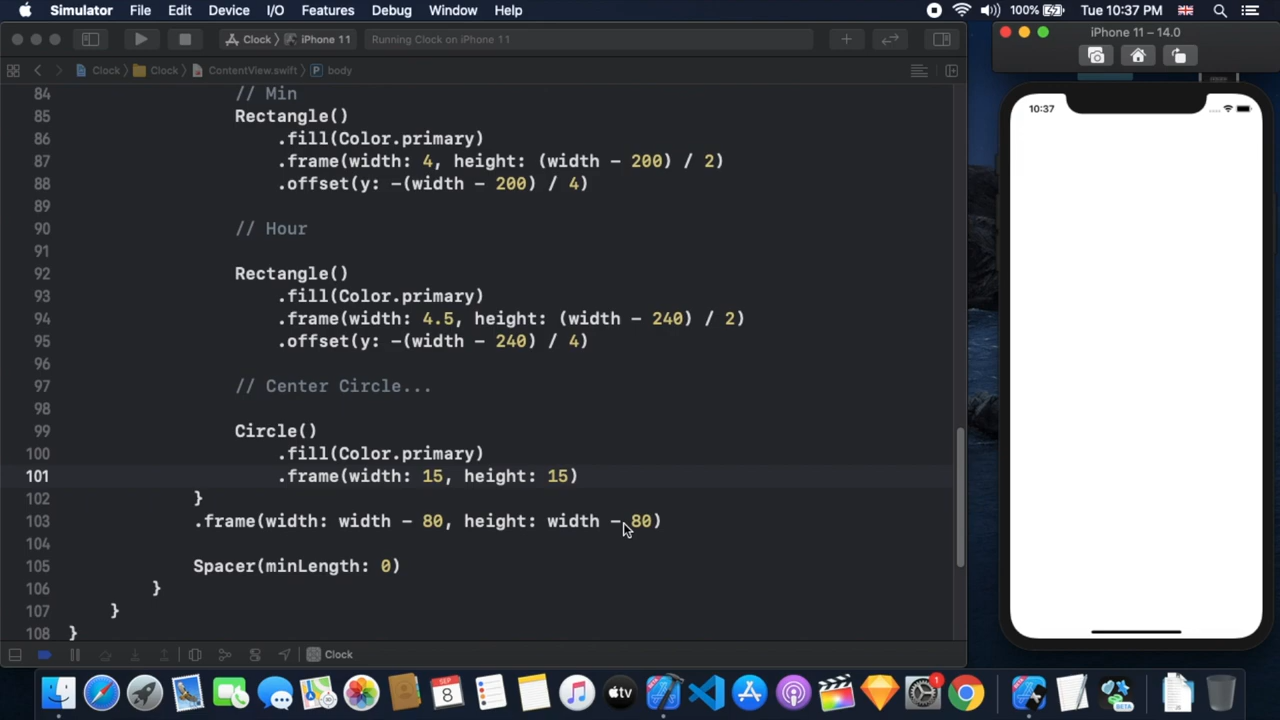 Simulator File Edit Device I/O Features Debug Window Help 100% Tue 10:37 PM
Clock iPhone 11 Running Clock on iPhone 11
iPhone 11 – 14.0
Clock Clock ContentView.swift P body
10:37
84 // Min
85 Rectangle()
86 .fill(Color.primary)
87 .frame(width: 4, height: (width - 200) / 2)
88 .offset(y: -(width - 200) / 4)
89
90 // Hour
91
92 Rectangle()
93 .fill(Color.primary)
94 .frame(width: 4.5, height: (width - 240) / 2)
95 .offset(y: -(width - 240) / 4)
96
97 // Center Circle...
98
99 Circle()
100 .fill(Color.primary)
101 .frame(width: 15, height: 15)
102 }
103 .frame(width: width - 80, height: width - 80)
104
105 Spacer(minLength: 0)
106 }
107 }
108 }
Clock
SEP
8
tv
1
BETA